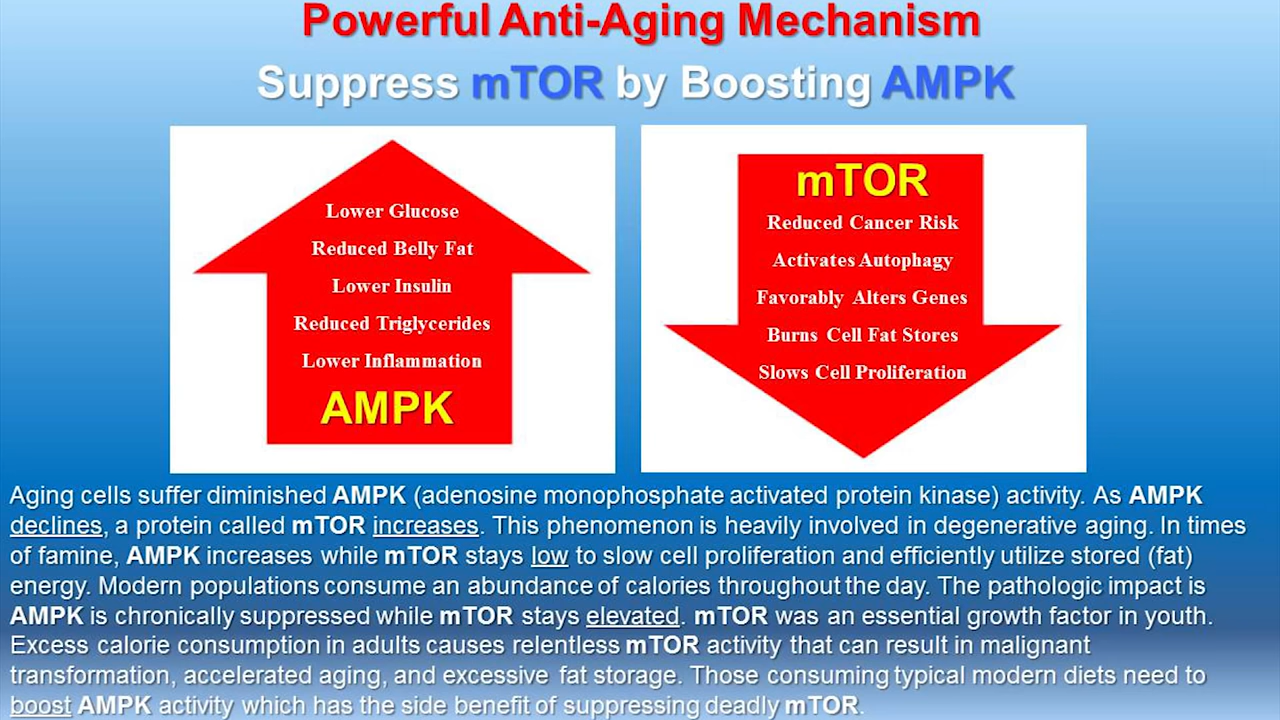 Powerful Anti-Aging Mechanism
Suppress mTOR by Boosting AMPK
Lower Glucose
Reduced Belly Fat
Lower Insulin
Reduced Triglycerides
Lower Inflammation
AMPK
mTOR
Reduced Cancer Risk
Activates Autophagy
Favorably Alters Genes
Burns Cell Fat Stores
Slows Cell Proliferation
Aging cells suffer diminished AMPK (adenosine monophosphate activated protein kinase) activity. As AMPK
declines, a protein called mTOR increases. This phenomenon is heavily involved in degenerative aging. In times
of famine, AMPK increases while mTOR stays low to slow cell proliferation and efficiently utilize stored (fat)
energy. Modern populations consume an abundance of calories throughout the day. The pathologic impact is
AMPK is chronically suppressed while mTOR stays elevated. mTOR was an essential growth factor in youth.
Excess calorie consumption in adults causes relentless mTOR activity that can result in malignant
transformation, accelerated aging, and excessive fat storage. Those consuming typical modern diets need to
boost AMPK activity which has the side benefit of suppressing deadly mTOR.